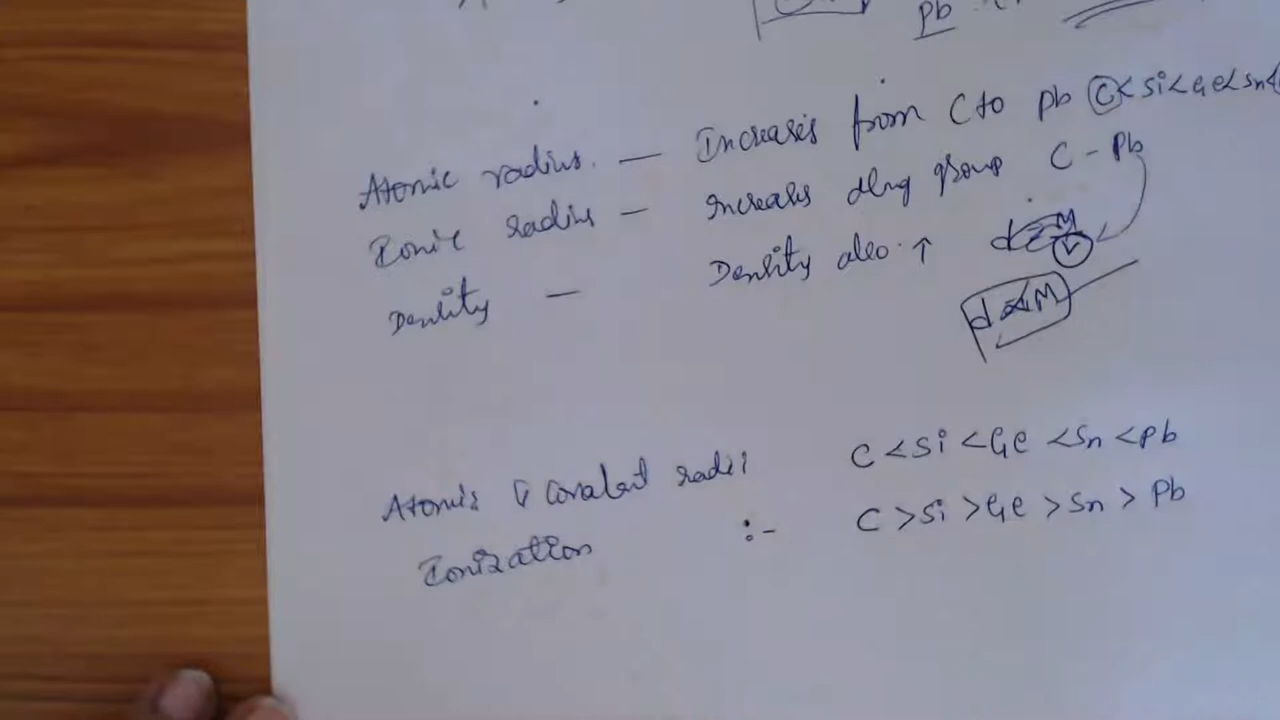 Pb
Atomic radius. — Increases from C to Pb C<Si<Ge<Sn<
Ionic radius — Increases along group C - Pb
Density — Density also ↑ d = M/V
d ∝ M
Atomic & Covalent radii C <Si <Ge <Sn <Pb
Ionization :- C >Si >Ge >Sn > Pb